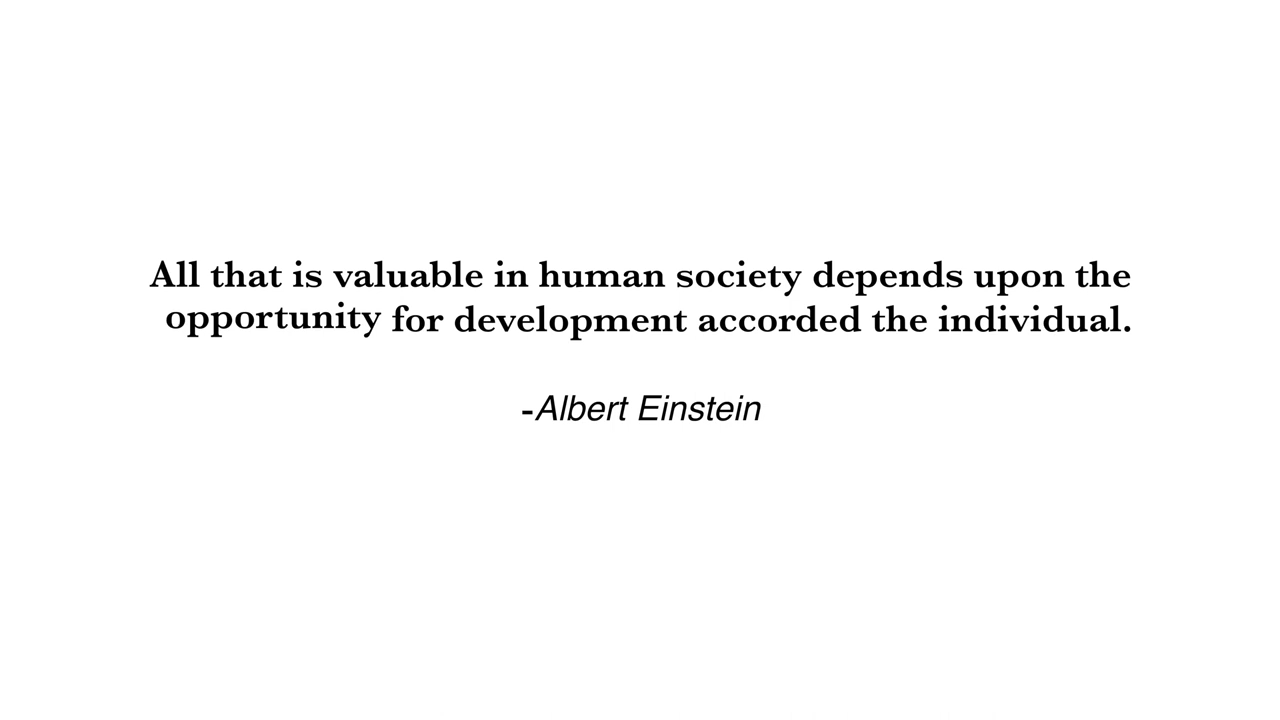 All that is valuable in human society depends upon the
opportunity for development accorded the individual.
-Albert Einstein